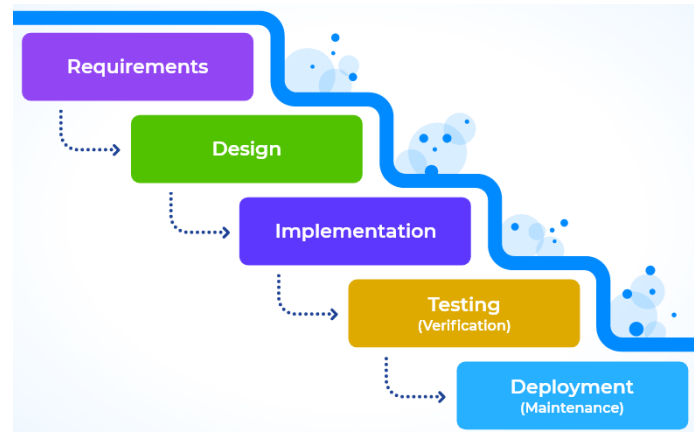 Requirements
Design
Implementation
Testing
(Verification)
Deployment
(Maintenance)